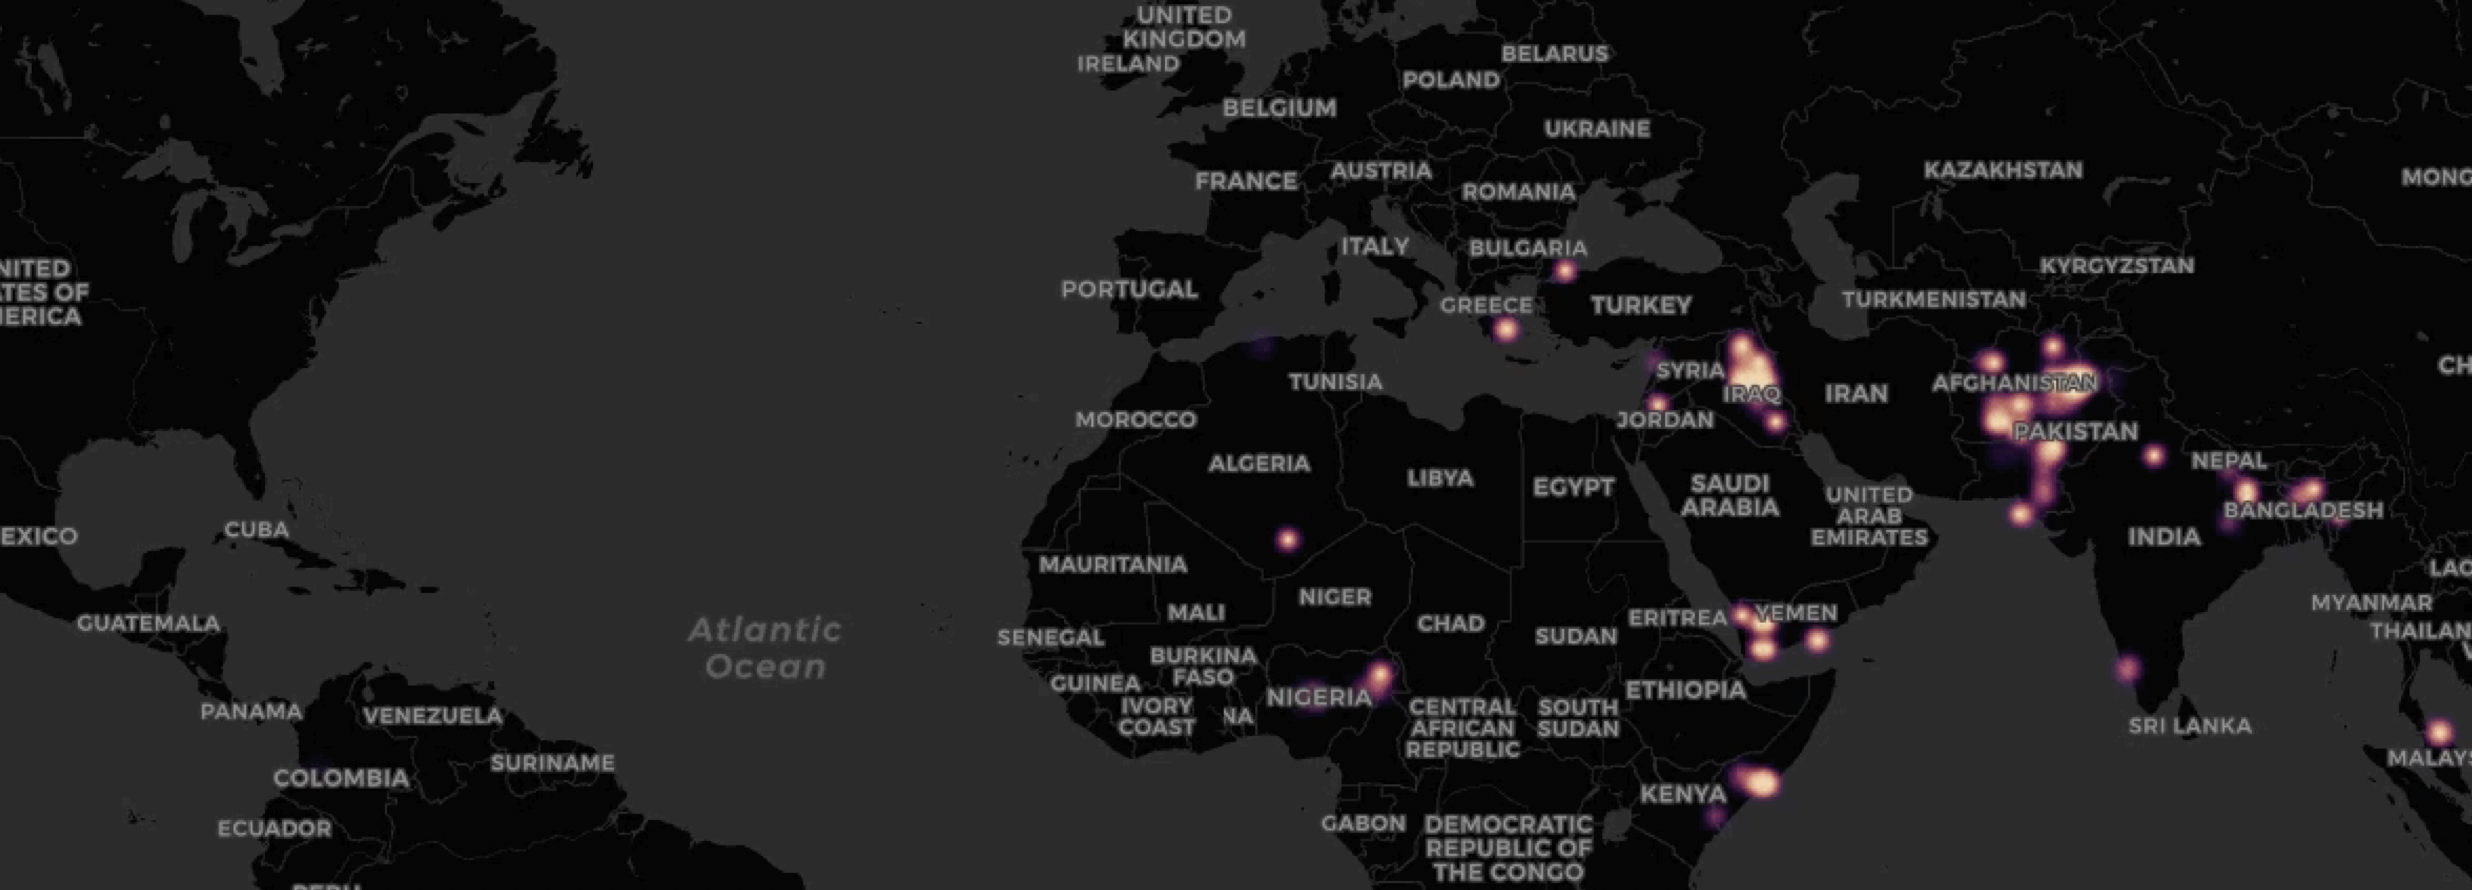 UNITED
KINGDOM
IRELAND
BELARUS
POLAND
BELGIUM
UKRAINE
KAZAKHSTAN
MONG
FRANCE
AUSTRIA
ROMANIA
ITALY
BULGARIA
KYRGYZSTAN
NITED
TES OF
ERICA
PORTUGAL
GREECE
TURKEY
TURKMENISTAN
CH
TUNISIA
SYRIA
IRAQ
IRAN
AFGHANISTAN
MOROCCO
JORDAN
PAKISTAN
ALGERIA
LIBYA
EGYPT
SAUDI
ARABIA
UNITED
ARAB
EMIRATES
NEPAL
BANGLADESH
INDIA
EXICO
CUBA
MAURITANIA
LAO
GUATEMALA
Atlantic
Ocean
MALI
NIGER
CHAD
SUDAN
ERITREA
YEMEN
MYANMAR
THAILAN
V
SENEGAL
BURKINA
FASO
GUINEA
IVORY
COAST
NA
NIGERIA
CENTRAL
AFRICAN
REPUBLIC
SOUTH
SUDAN
ETHIOPIA
PANAMA
VENEZUELA
SRI LANKA
MALAYS
COLOMBIA
SURINAME
KENYA
ECUADOR
GABON
DEMOCRATIC
REPUBLIC OF
THE CONGO
PERU